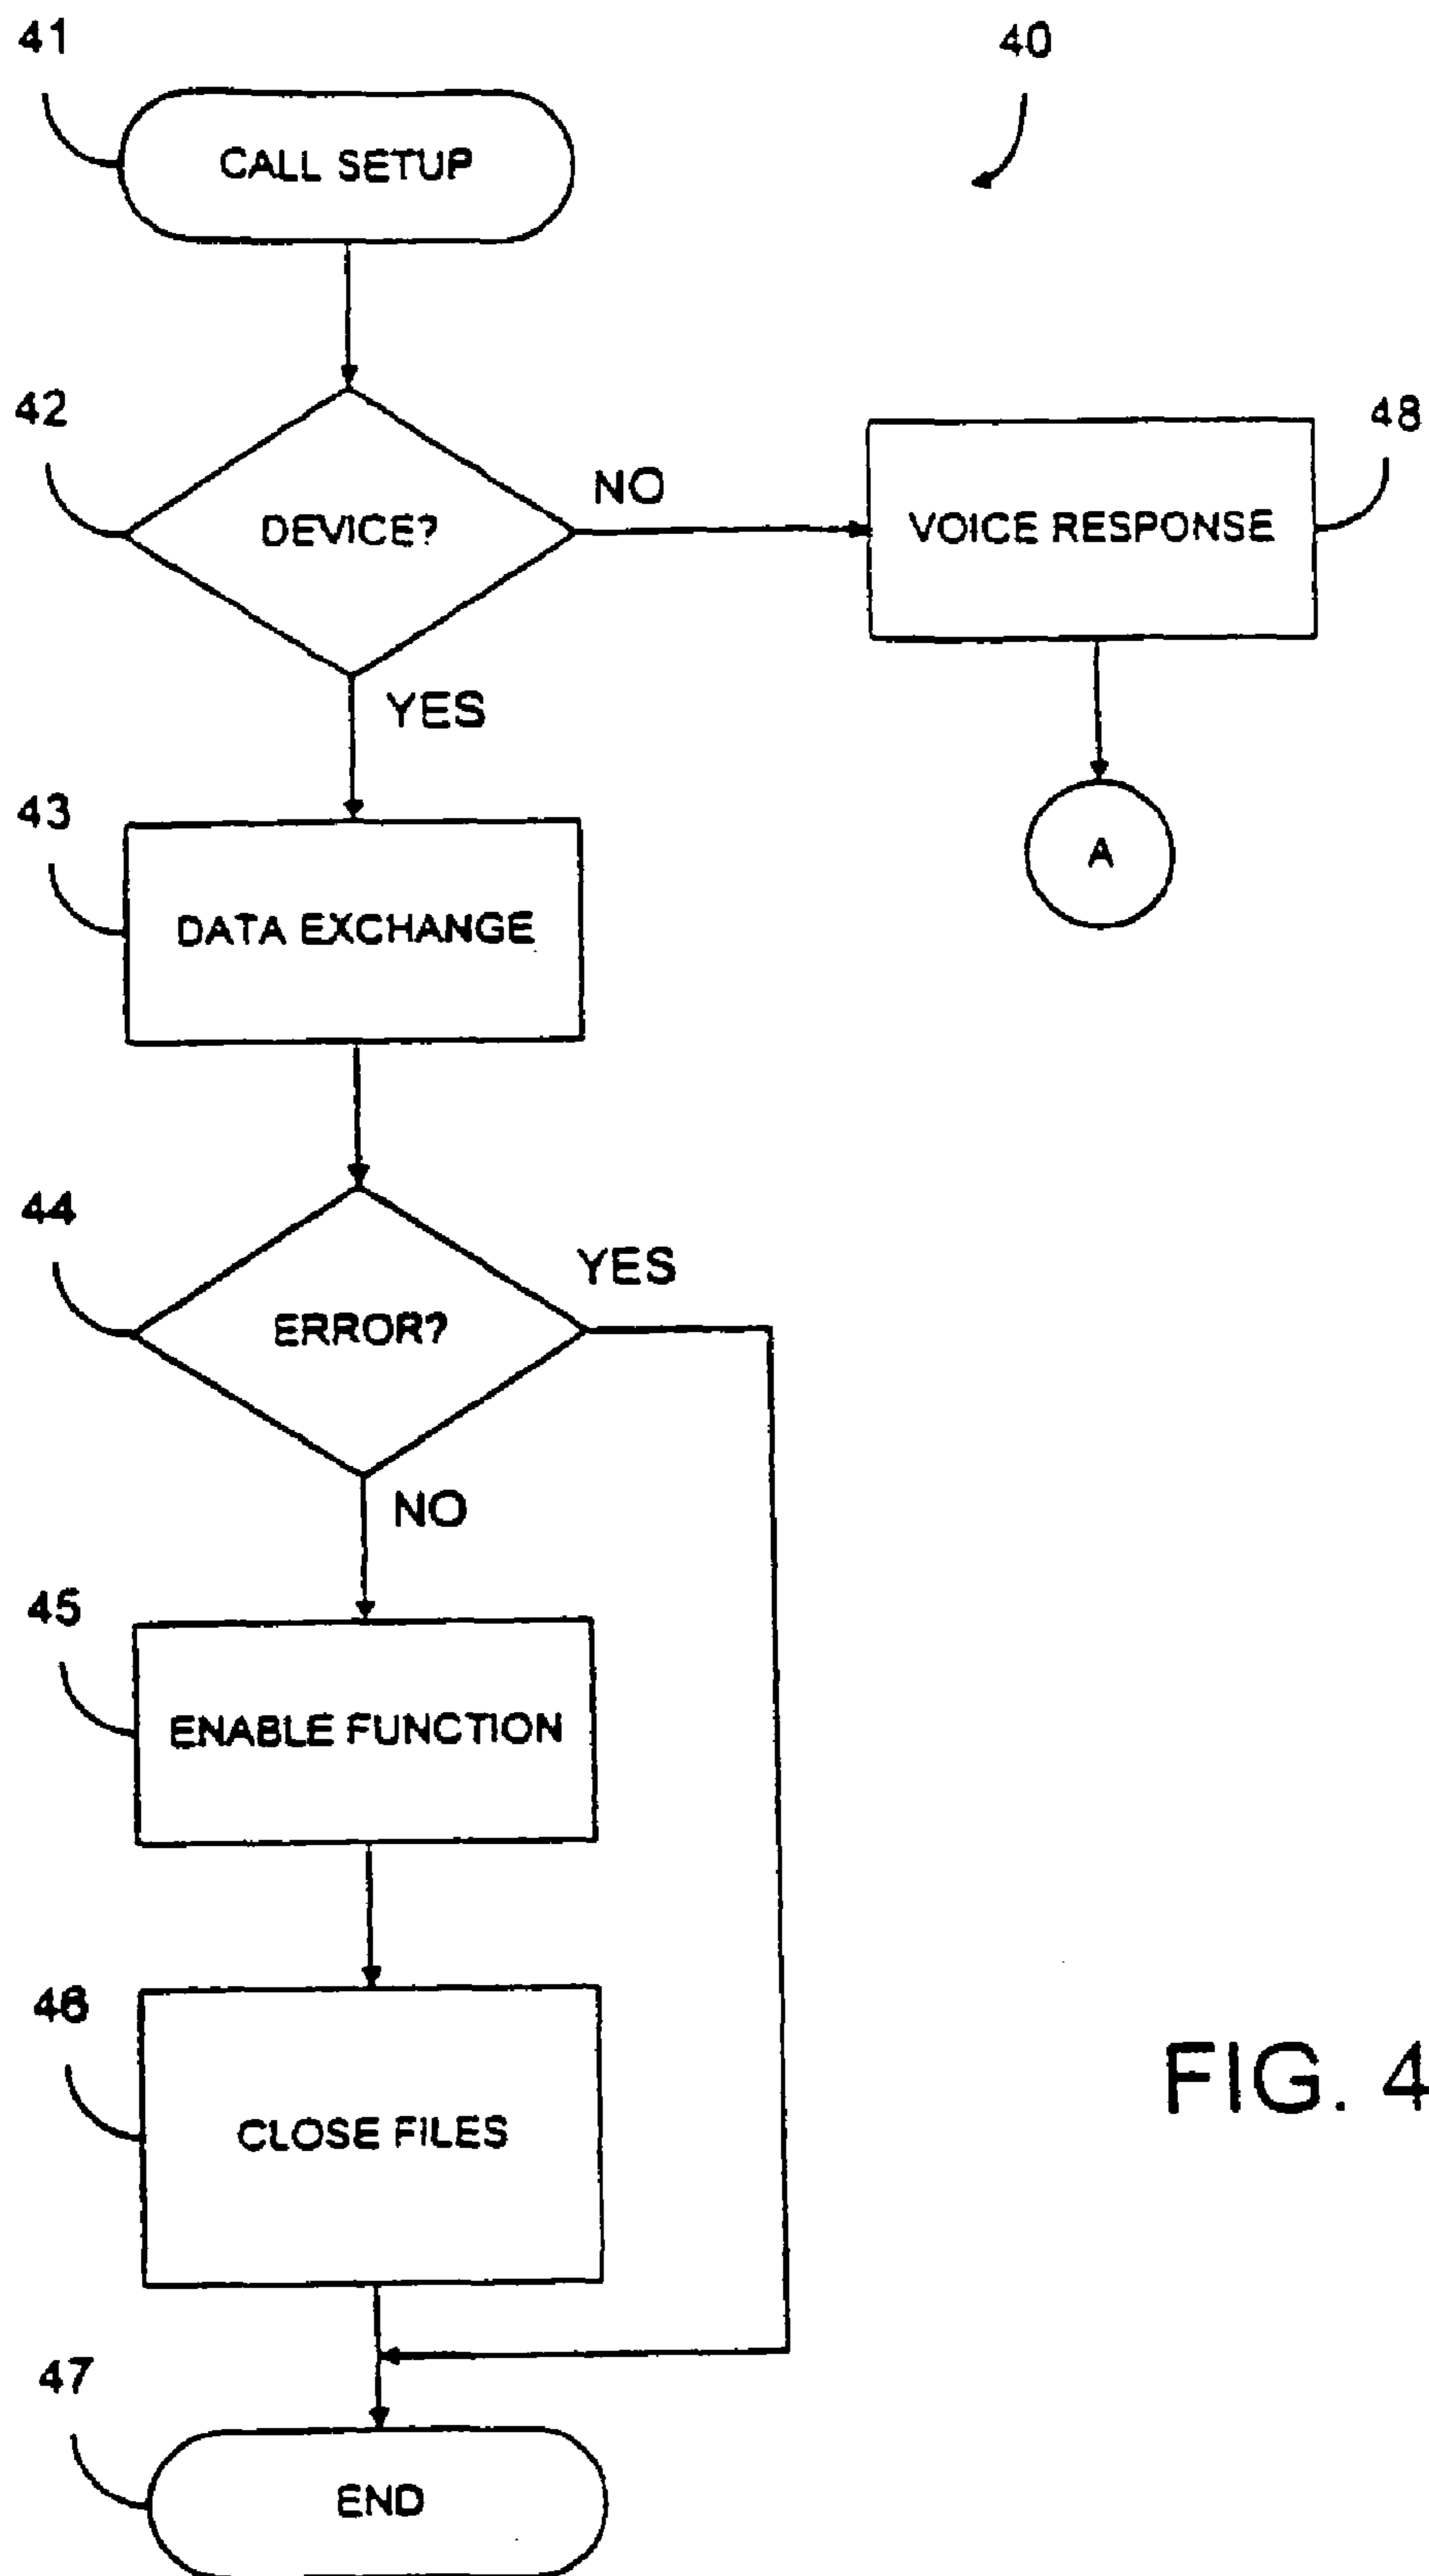 41
40
CALL SETUP
42
48
NO
DEVICE?
VOICE RESPONSE
YES
43
A
DATA EXCHANGE
44
YES
ERROR?
NO
45
ENABLE FUNCTION
46
FIG. 4
CLOSE FILES
47
END